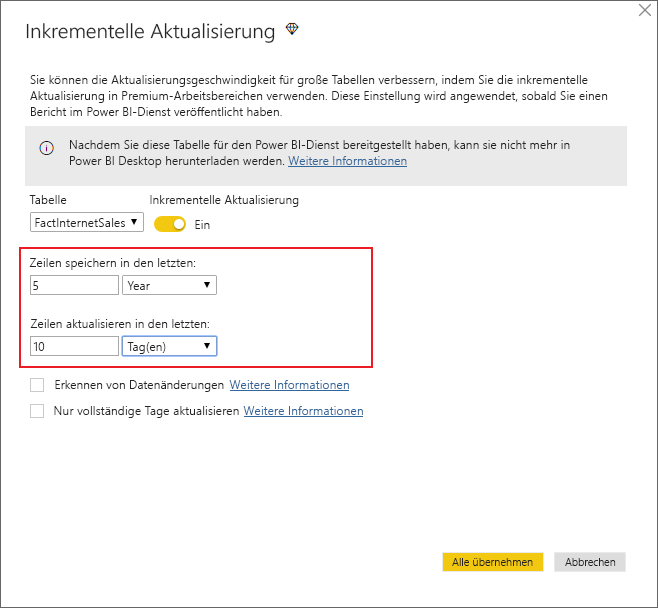 Inkrementelle Aktualisierung
Sie können die Aktualisierungsgeschwindigkeit für große Tabellen verbessern, indem Sie die inkrementelle
Aktualisierung in Premium-Arbeitsbereichen verwenden. Diese Einstellung wird angewendet, sobald Sie einen
Bericht im Power BI-Dienst veröffentlicht haben.
Nachdem Sie diese Tabelle für den Power BI-Dienst bereitgestellt haben, kann sie nicht mehr in
Power BI Desktop heruntergeladen werden. Weitere Informationen
Tabelle Inkrementelle Aktualisierung
FactInternetSales Ein
Zeilen speichern in den letzten:
5 Year
Zeilen aktualisieren in den letzten:
10 Tag(en)
Erkennen von Datenänderungen Weitere Informationen
Nur vollständige Tage aktualisieren Weitere Informationen
Alle übernehmen Abbrechen